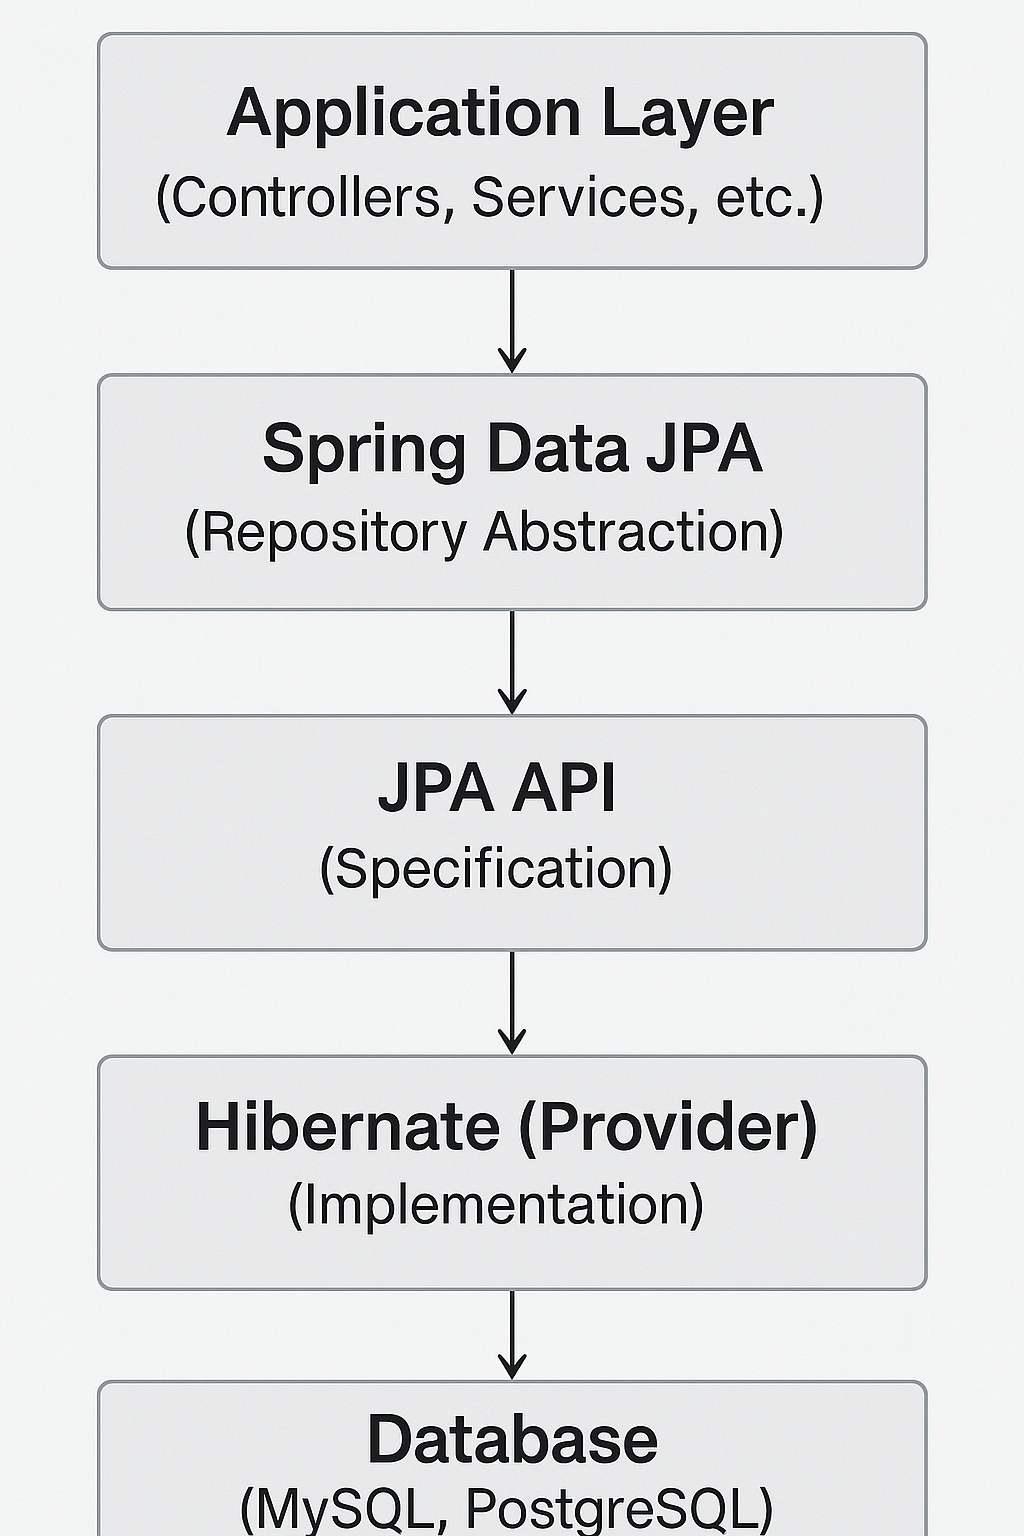 Application Layer
(Controllers, Services, etc.)
Spring Data JPA
(Repository Abstraction)
JPA API
(Specification)
Hibernate (Provider)
(Implementation)
Database
(MySQL, PostgreSQL)